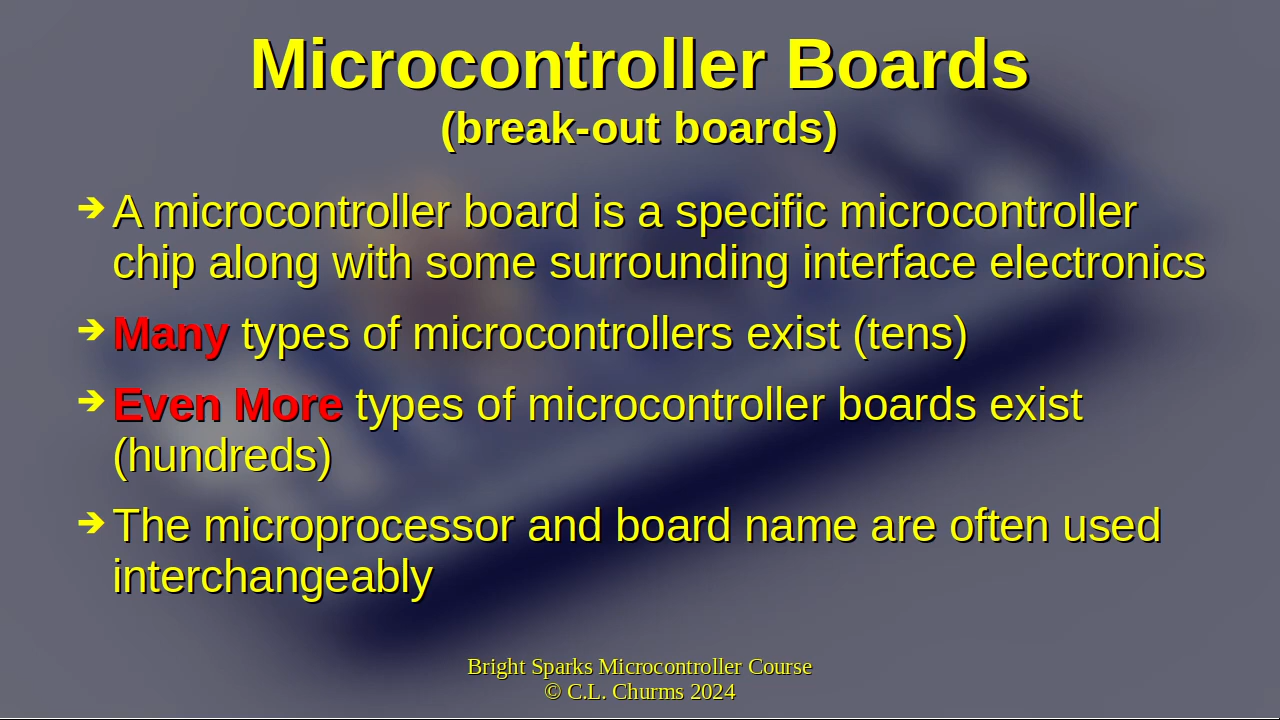 Microcontroller Boards
(break-out boards)
➔ A microcontroller board is a specific microcontroller
chip along with some surrounding interface electronics
➔ Many types of microcontrollers exist (tens)
➔ Even More types of microcontroller boards exist
(hundreds)
➔ The microprocessor and board name are often used
interchangeably
Bright Sparks Microcontroller Course
© C.L. Churms 2024